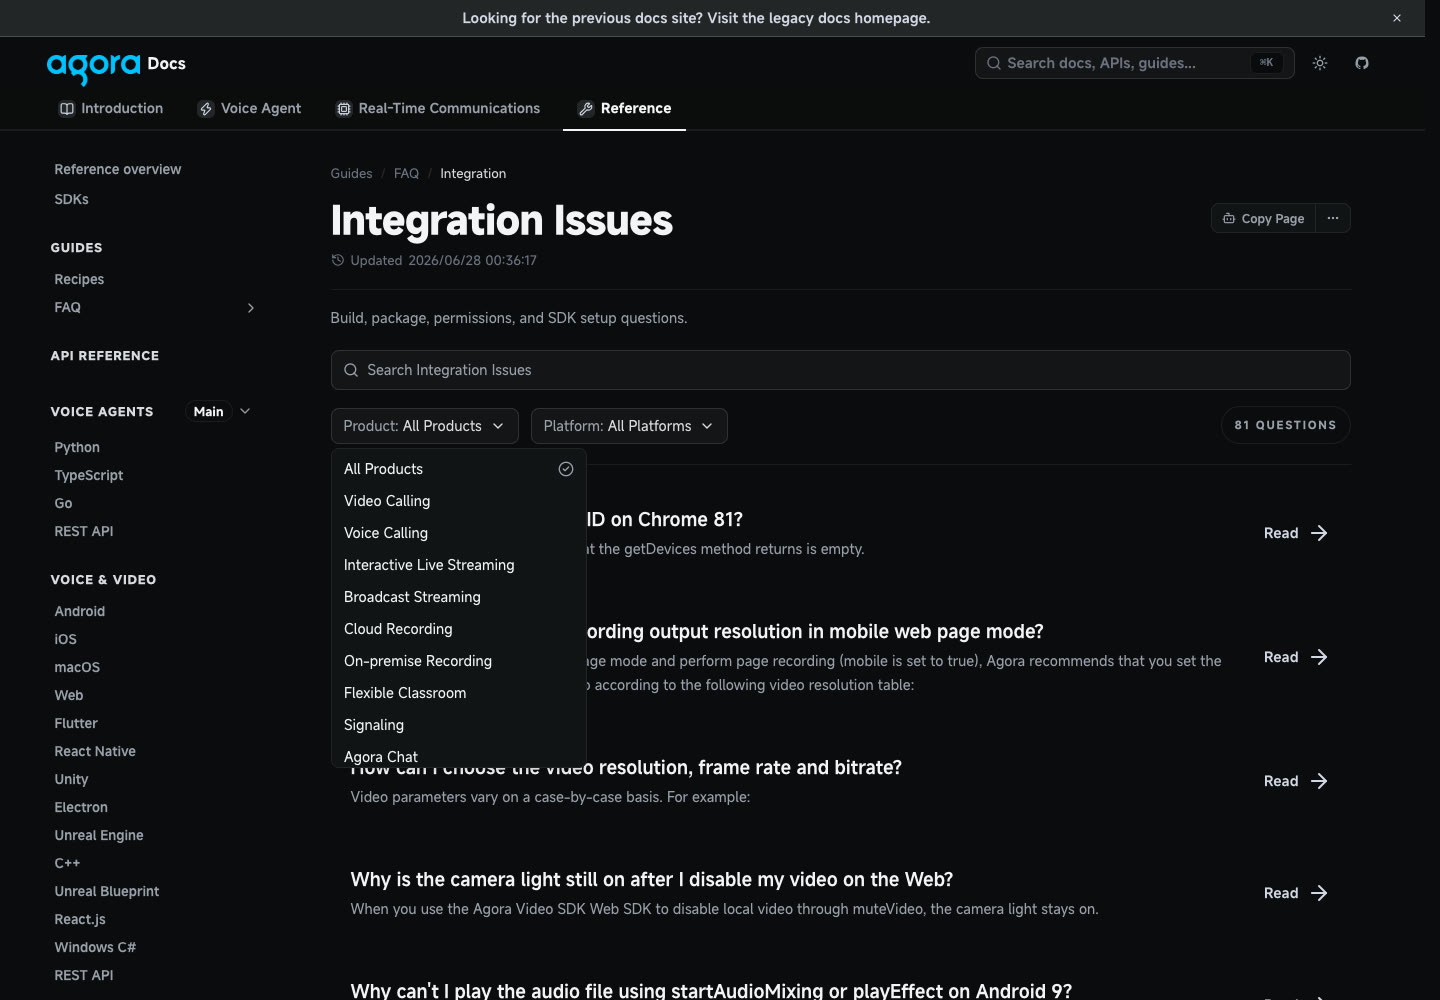 Looking for the previous docs site? Visit the legacy docs homepage.
agora Docs
Search docs, APIs, guides...
⌘K
Introduction
Voice Agent
Real-Time Communications
Reference
Reference overview
SDKs
GUIDES
Recipes
FAQ
API REFERENCE
VOICE AGENTS
Main
Python
TypeScript
Go
REST API
VOICE & VIDEO
Android
iOS
macOS
Web
Flutter
React Native
Unity
Electron
Unreal Engine
C++
Unreal Blueprint
React.js
Windows C#
REST API
Guides / FAQ / Integration
Integration Issues
Copy Page
Updated 2026/06/28 00:36:17
Build, package, permissions, and SDK setup questions.
Search Integration Issues
Product: All Products
Platform: All Platforms
81 QUESTIONS
All Products
Video Calling
Voice Calling
Interactive Live Streaming
Broadcast Streaming
Cloud Recording
On-premise Recording
Flexible Classroom
Signaling
Agora Chat
ID on Chrome 81?
the getDevices method returns is empty.
Read
output resolution in mobile web page mode?
mode and perform page recording (mobile is set to true), Agora recommends that you set the
according to the following video resolution table:
Read
How can I choose the video resolution, frame rate and bitrate?
Video parameters vary on a case-by-case basis. For example:
Read
Why is the camera light still on after I disable my video on the Web?
When you use the Agora Video SDK Web SDK to disable local video through muteVideo, the camera light stays on.
Read
Why can't I play the audio file using startAudioMixing or playEffect on Android 9?